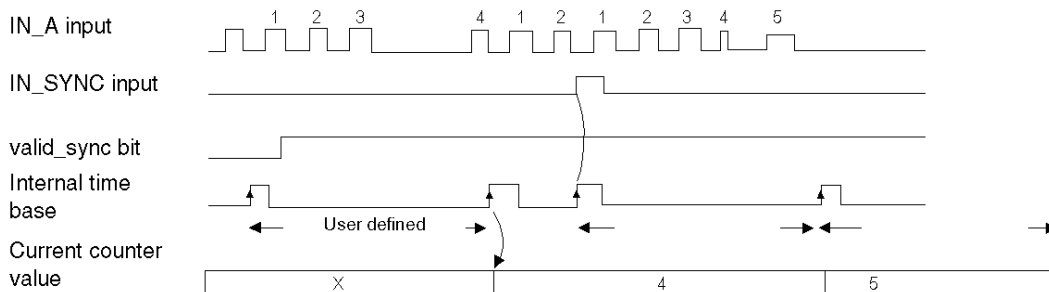 1 2 3 4 1 2 1 2 3 4 5
IN_A input
IN_SYNC input
valid_sync bit
Internal time
base
User defined
Current counter
value
X 4 5